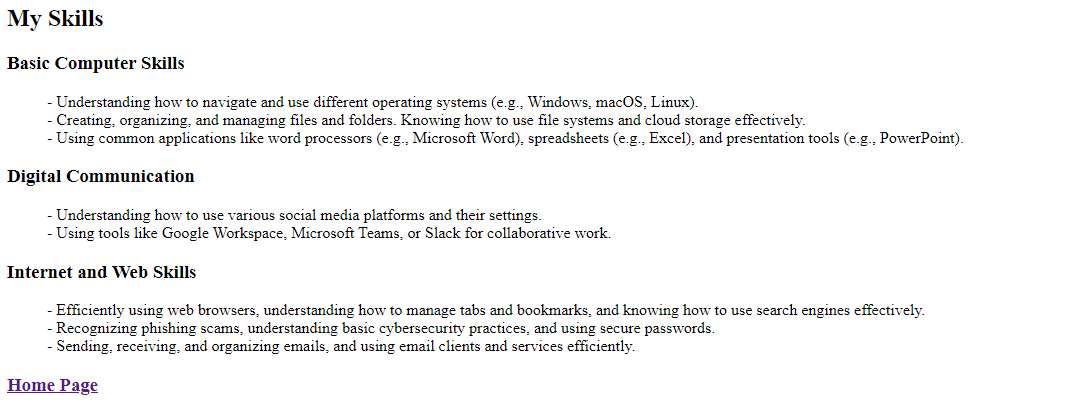 My Skills
Basic Computer Skills
- Understanding how to navigate and use different operating systems (e.g., Windows, macOS, Linux).
- Creating, organizing, and managing files and folders. Knowing how to use file systems and cloud storage effectively.
- Using common applications like word processors (e.g., Microsoft Word), spreadsheets (e.g., Excel), and presentation tools (e.g., PowerPoint).
Digital Communication
- Understanding how to use various social media platforms and their settings.
- Using tools like Google Workspace, Microsoft Teams, or Slack for collaborative work.
Internet and Web Skills
- Efficiently using web browsers, understanding how to manage tabs and bookmarks, and knowing how to use search engines effectively.
- Recognizing phishing scams, understanding basic cybersecurity practices, and using secure passwords.
- Sending, receiving, and organizing emails, and using email clients and services efficiently.
Home Page